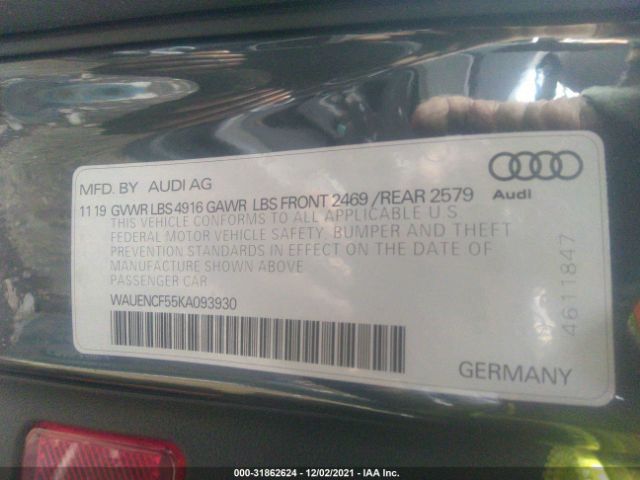 MFD. BY AUDI AG
11 19 GVWR LBS 4916 GAWR LBS FRONT 2469 /REAR 2579
THIS VEHICLE CONFORMS TO ALL APPLICABLE U.S.
FEDERAL MOTOR VEHICLE SAFETY, BUMPER AND THEFT
PREVENTION STANDARDS IN EFFECT ON THE DATE OF
MANUFACTURE SHOWN ABOVE
PASSENGER CAR
WAUENCF55KA093930
Audi
4611847
GERMANY
000-31862624 - 12/02/2021 - IAA Inc.